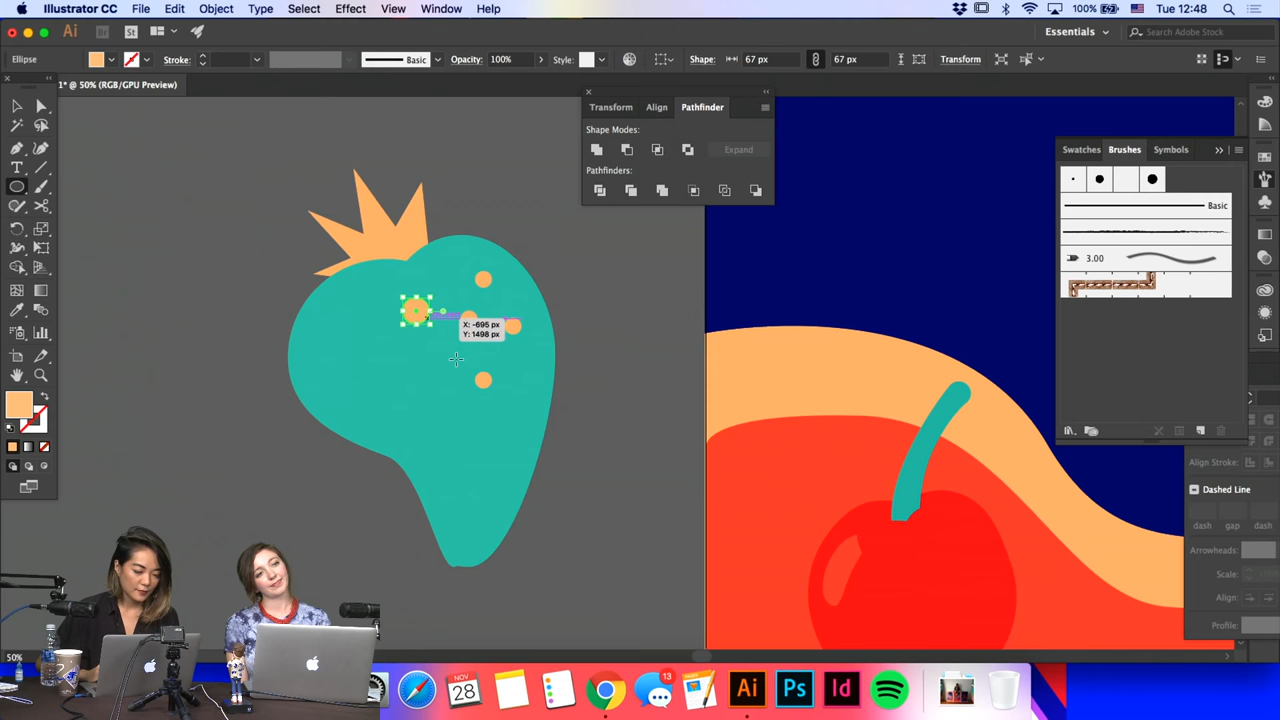 Illustrator CC File Edit Object Type Select Effect View Window Help 100% Tue 12:48
Ai Br St Essentials Search Adobe Stock
Ellipse Stroke: Basic Opacity: 100% Style: Shape: 67 px 67 px Transform
1* @ 50% (RGB/GPU Preview)
Transform Align Pathfinder
Shape Modes:
Expand
Pathfinders:
Swatches Brushes Symbols
Basic
3.00
X: -695 px
Y: 1498 px
Align Stroke:
Dashed Line
dash gap dash
Arrowheads:
Scale:
Align:
Profile:
50%
NOV
28
13
Ai Ps Id